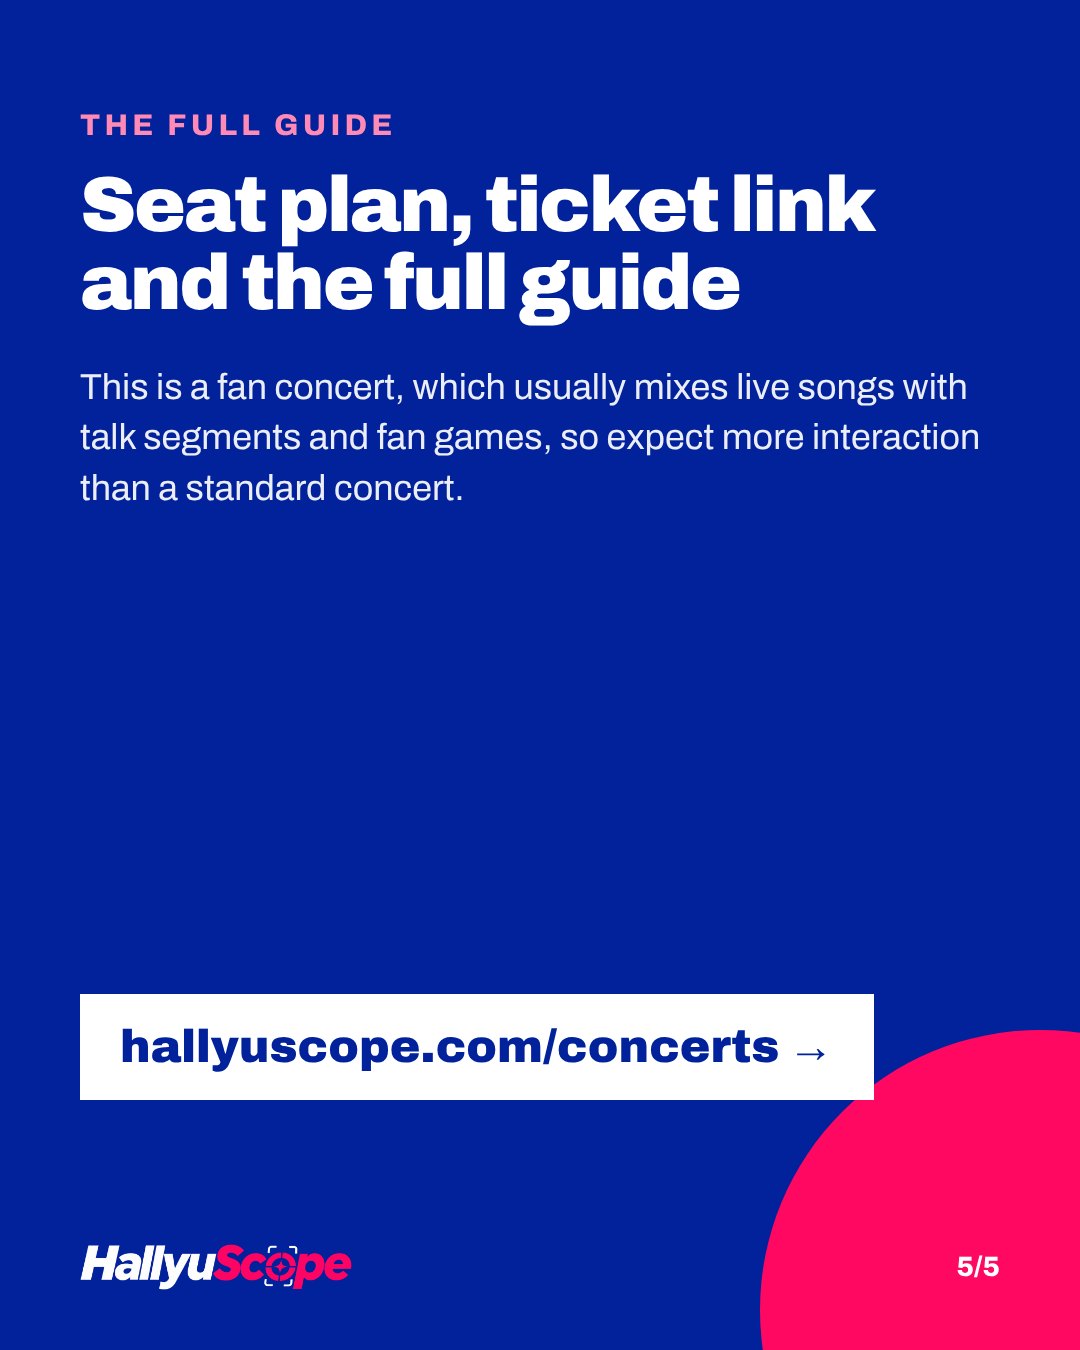 THE FULL GUIDE
Seat plan, ticket link
and the full guide
This is a fan concert, which usually mixes live songs with
talk segments and fan games, so expect more interaction
than a standard concert.
hallyuscope.com/concerts →
HallyuScope
5/5